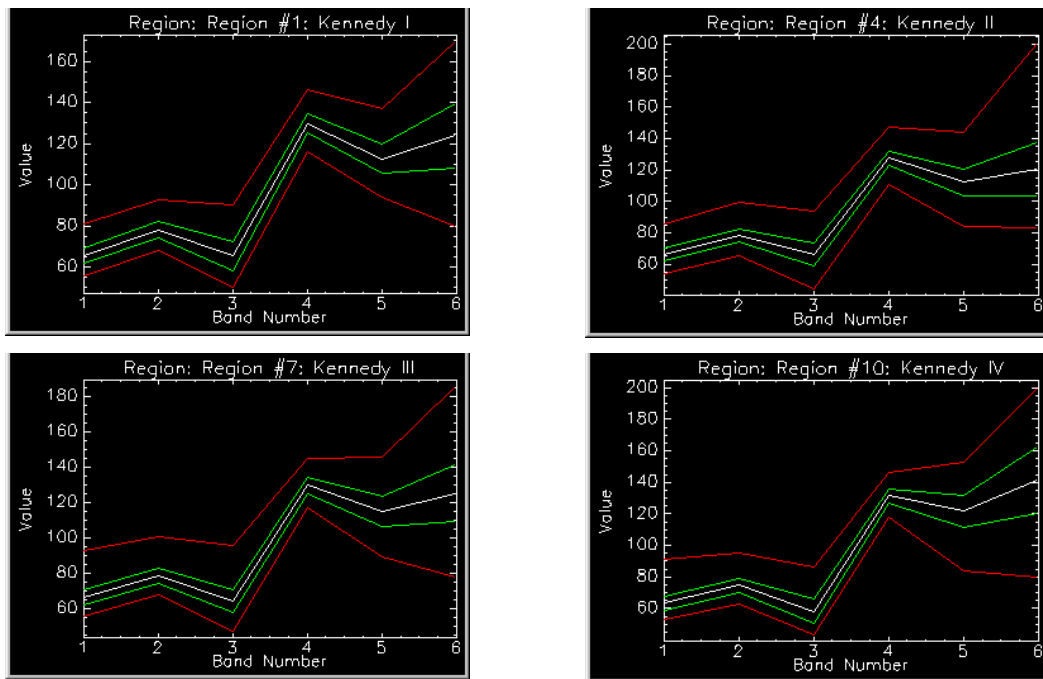 Region: Region #1: Kennedy I
160
140
120
100
80
60
Value
1 2 3 4 5 6
Band Number
Region: Region #4: Kennedy II
200
180
160
140
120
100
80
60
Value
1 2 3 4 5 6
Band Number
Region: Region #7: Kennedy III
180
160
140
120
100
80
60
Value
1 2 3 4 5 6
Band Number
Region: Region #10: Kennedy IV
200
180
160
140
120
100
80
60
Value
1 2 3 4 5 6
Band Number